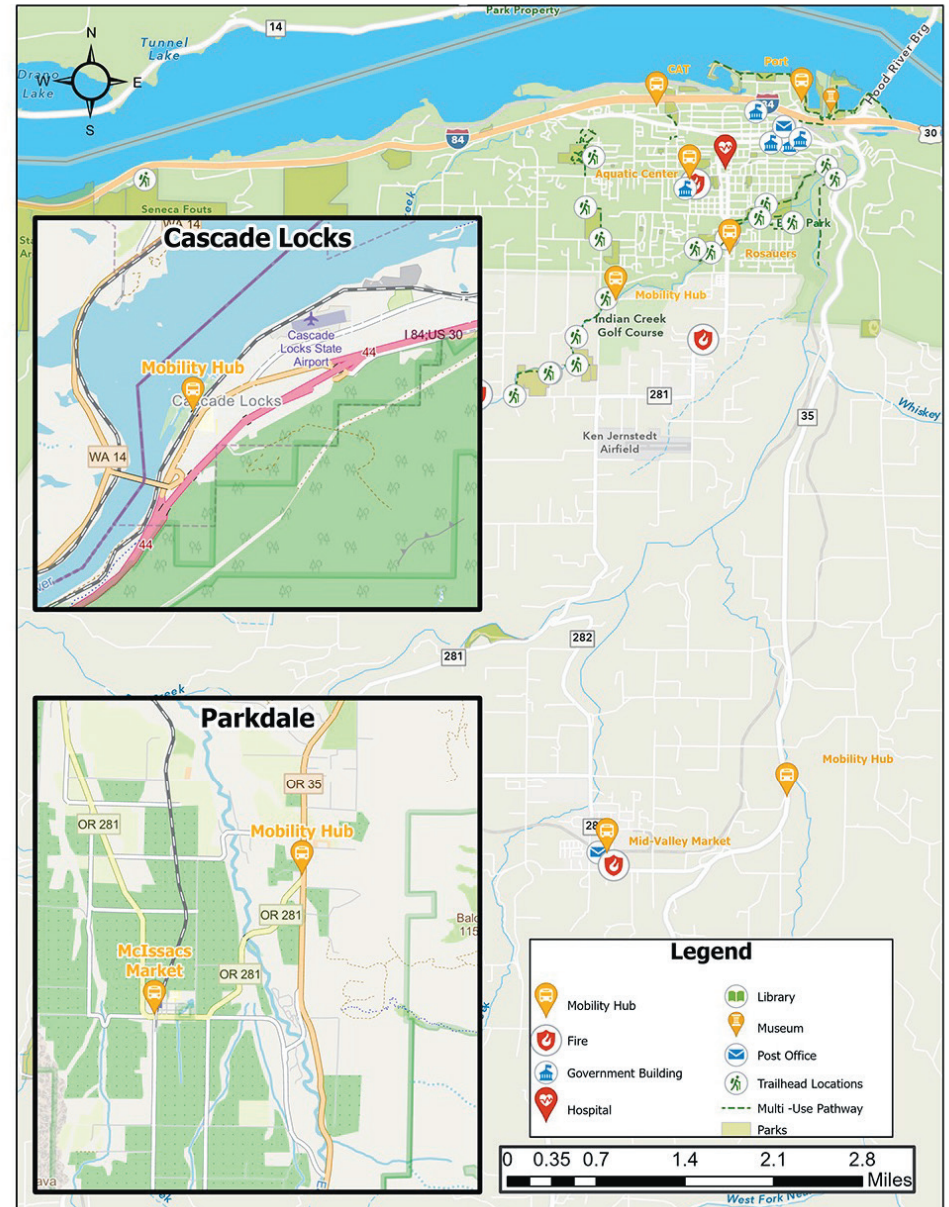 Park Property
14
Tunnel
Lake
Drano
Lake
N
W
E
S
Hood River Brg
CAT
Port
84
84
30
Aquatic Center
Seneca Fouts
Park
Rosauers
Mobility Hub
Indian Creek
Golf Course
281
Ken Jernstedt
Airfield
35
Whiskey
WA 14
Cascade Locks
Cascade
Locks State
Airport
I 84;US 30
44
Mobility Hub
Cascade Locks
WA 14
44
281
282
Parkdale
OR 35
OR 281
Mobility Hub
OR 281
McIssacs
Market
OR 281
Mobility Hub
Mid-Valley Market
Legend
Mobility Hub
Fire
Government Building
Hospital
Library
Museum
Post Office
Trailhead Locations
Multi -Use Pathway
Parks
0 0.35 0.7 1.4 2.1 2.8
Miles